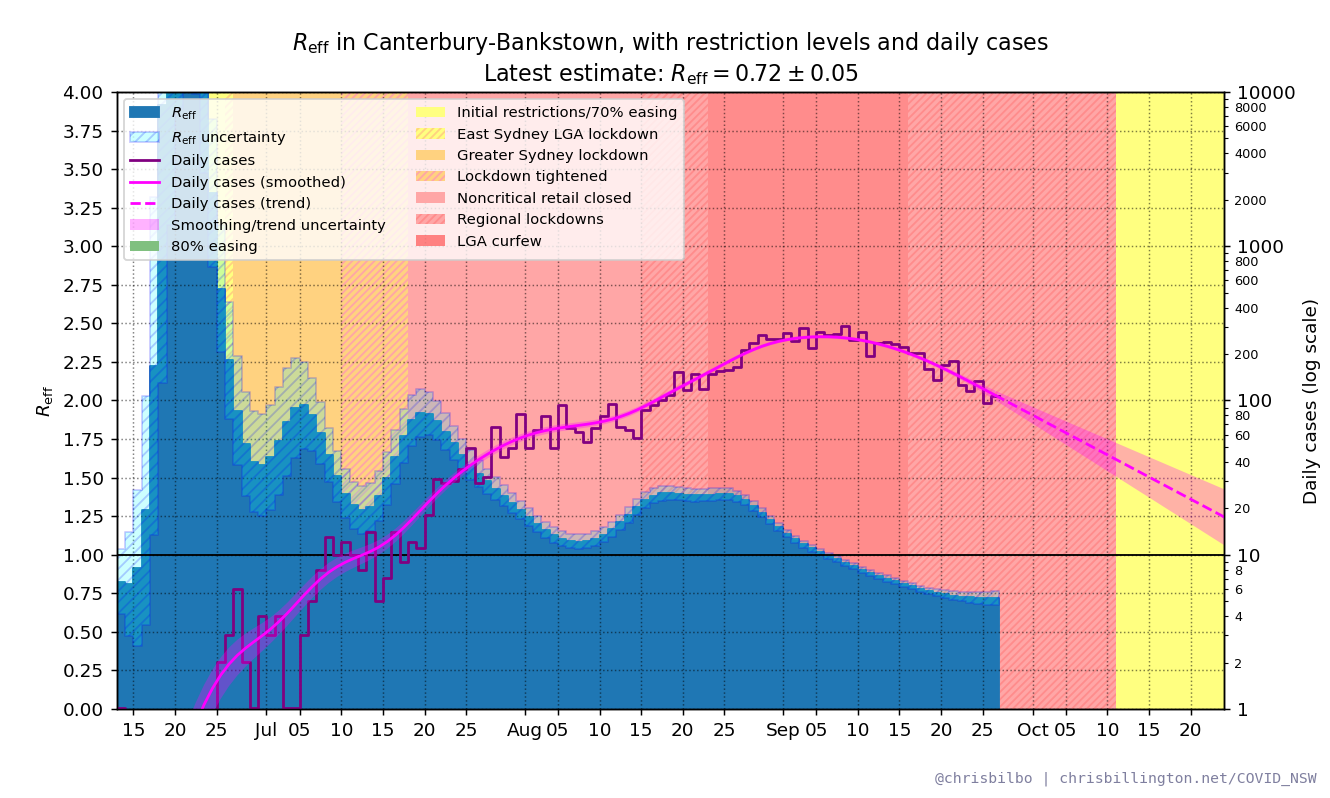 R_eff in Canterbury-Bankstown, with restriction levels and daily cases
Latest estimate: R_eff = 0.72 ± 0.05
R_eff
R_eff uncertainty
Daily cases
Daily cases (smoothed)
Daily cases (trend)
Smoothing/trend uncertainty
80% easing
Initial restrictions/70% easing
East Sydney LGA lockdown
Greater Sydney lockdown
Lockdown tightened
Noncritical retail closed
Regional lockdowns
LGA curfew
R_eff
4.00
3.75
3.50
3.25
3.00
2.75
2.50
2.25
2.00
1.75
1.50
1.25
1.00
0.75
0.50
0.25
0.00
10000
8000
6000
4000
2000
1000
800
600
400
200
100
80
60
40
20
10
8
6
4
2
1
Daily cases (log scale)
15 20 25 Jul 05 10 15 20 25 Aug 05 10 15 20 25 Sep 05 10 15 20 25 Oct 05 10 15 20
@chrisbilbo | chrisbillington.net/COVID_NSW